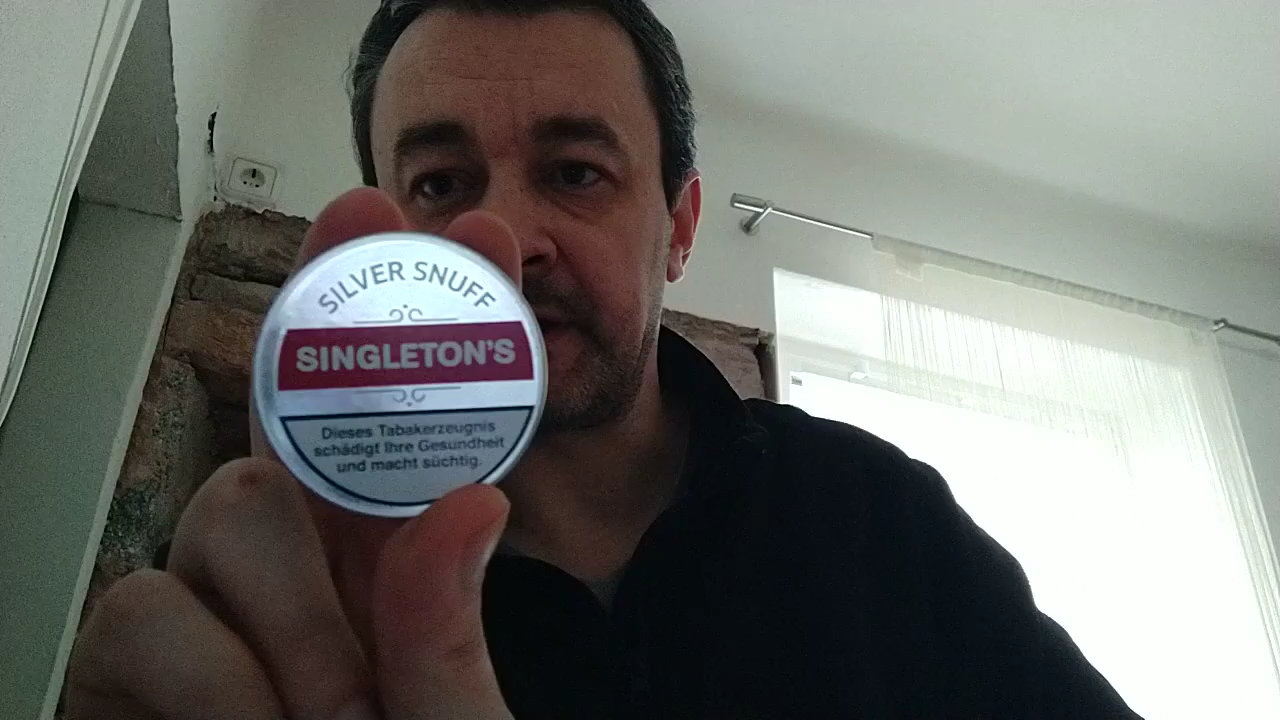 SILVER SNUFF
SINGLETON'S
Dieses Tabakerzeugnis
schädigt Ihre Gesundheit
und macht süchtig.